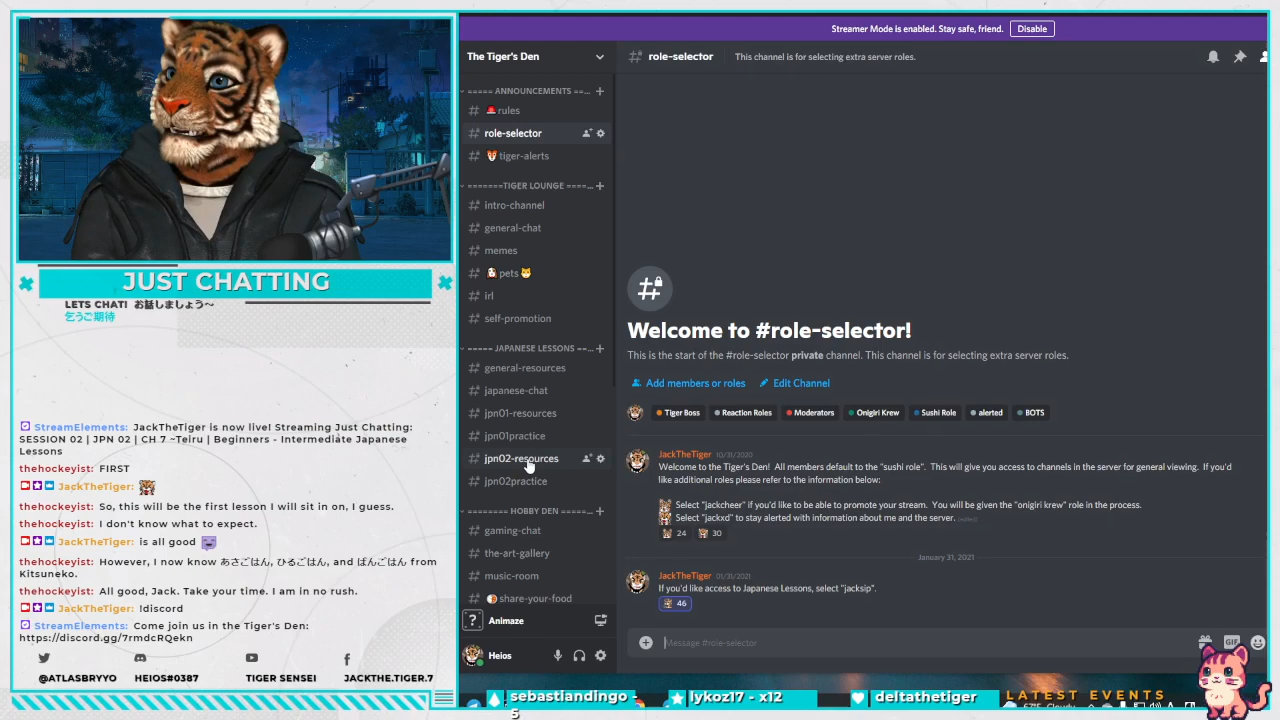 Streamer Mode is enabled. Stay safe, friend.
Disable
The Tiger's Den
role-selector
This channel is for selecting extra server roles.
===== ANNOUNCEMENTS ==...
rules
role-selector
tiger-alerts
=======TIGER LOUNGE ====...
intro-channel
general-chat
memes
pets
irl
self-promotion
===== JAPANESE LESSONS ==...
general-resources
japanese-chat
jpn01-resources
jpn01practice
jpn02-resources
jpn02practice
====== HOBBY DEN ======...
gaming-chat
the-art-gallery
music-room
share-your-food
Animaze
Heios
Welcome to #role-selector!
This is the start of the #role-selector private channel. This channel is for selecting extra server roles.
Add members or roles
Edit Channel
Tiger Boss
Reaction Roles
Moderators
Onigiri Krew
Sushi Role
alerted
BOTS
JackTheTiger 10/31/2020
Welcome to the Tiger's Den! All members default to the "sushi role". This will give you access to channels in the server for general viewing. If you'd
like additional roles please refer to the information below:
Select "jackcheer" if you'd like to be able to promote your stream. You will be given the "onigiri krew" role in the process.
Select "jackxd" to stay alerted with information about me and the server. (edited)
24 30
January 31, 2021
JackTheTiger 01/31/2021
If you'd like access to Japanese Lessons, select "jacksip".
46
Message #role-selector
GIF
JUST CHATTING
LETS CHAT! お話しましょう〜
乞うご期待
StreamElements: JackTheTiger is now live! Streaming Just Chatting:
SESSION 02 | JPN 02 | CH 7 ~Teiru | Beginners - Intermediate Japanese
Lessons
thehockeyist: FIRST
JackTheTiger:
thehockeyist: So, this will be the first lesson I will sit in on, I guess.
thehockeyist: I don't know what to expect.
JackTheTiger: is all good
thehockeyist: However, I now know あさごはん, ひるごはん, and ばんごはん from
Kitsuneko.
thehockeyist: All good, Jack. Take your time. I am in no rush.
JackTheTiger: !discord
StreamElements: Come join us in the Tiger's Den:
https://discord.gg/7rmdcRQekn
@ATLASBRYYO
HEIOS#0387
TIGER SENSEI
JACKTHE.TIGER.7
sebastiandingo -
5
lykoz17 - x12
deltathetiger
LATEST EVENTS
Cloudy